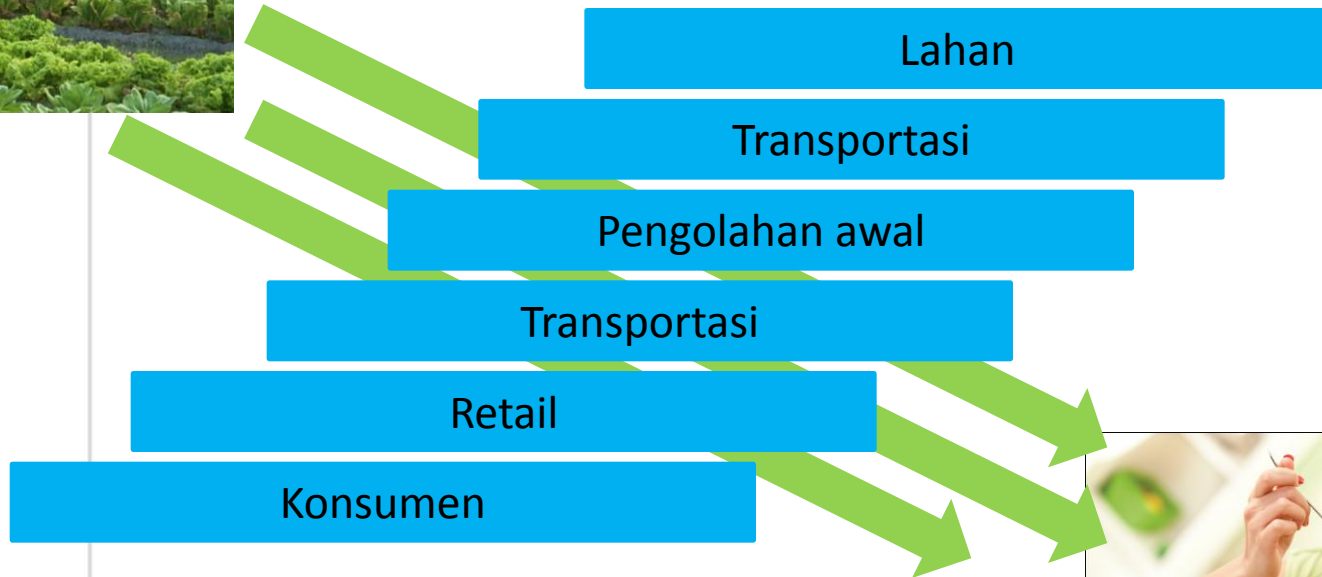 Lahan
Transportasi
Pengolahan awal
Transportasi
Retail
Konsumen